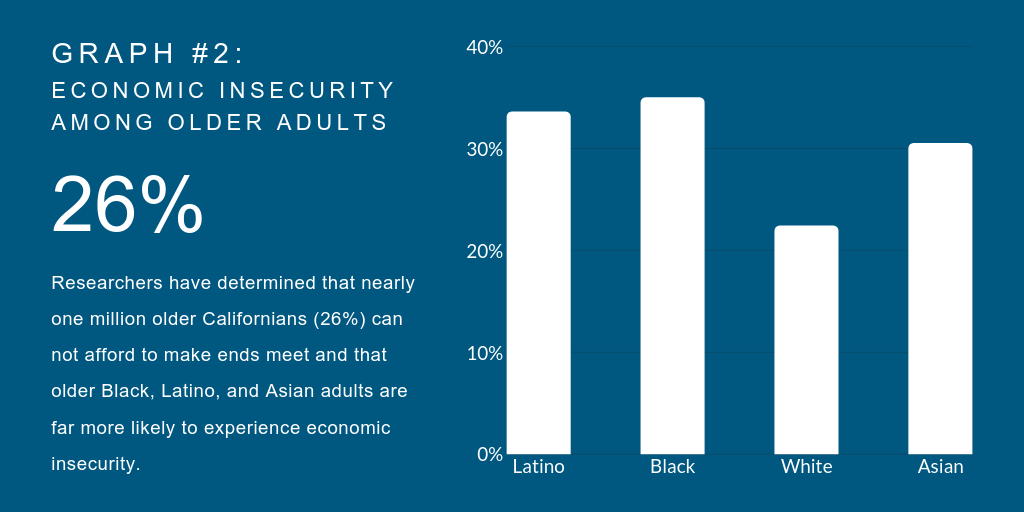 GRAPH #2:
ECONOMIC INSECURITY
AMONG OLDER ADULTS
26%
Researchers have determined that nearly
one million older Californians (26%) can
not afford to make ends meet and that
older Black, Latino, and Asian adults are
far more likely to experience economic
insecurity.
40%
30%
20%
10%
0%
Latino Black White Asian